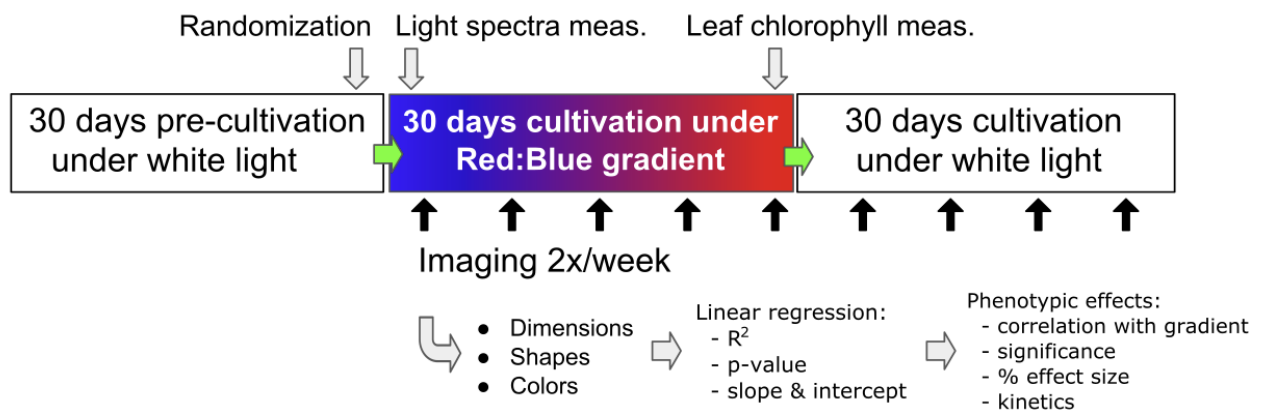 Randomization
Light spectra meas.
Leaf chlorophyll meas.
30 days pre-cultivation
under white light
30 days cultivation under
Red:Blue gradient
30 days cultivation
under white light
Imaging 2x/week
● Dimensions
● Shapes
● Colors
Linear regression:
- R²
- p-value
- slope & intercept
Phenotypic effects:
- correlation with gradient
- significance
- % effect size
- kinetics